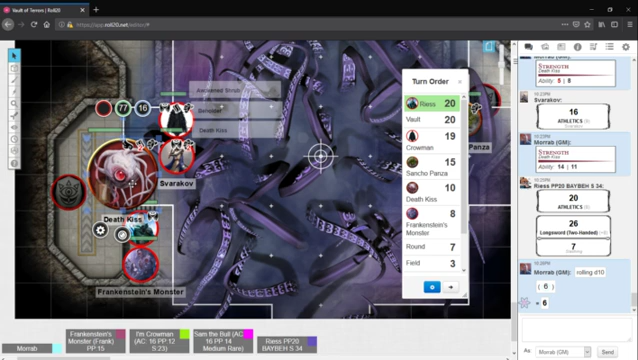 Vault of Terrors | Roll20
https://app.roll20.net/editor/#
Turn Order
Riess 20
Vault 20
19
Crowman
15
Sancho Panza
10
Death Kiss
8
Frankenstein's
Monster
Round 7
Field 3
77
16
Death Kiss
Svarakov
Death Kiss
Frankenstein's Monster
Panza
Morrab
Frankenstein's
Monster (Frank)
PP:15
I'm Crowman
(AC: 16 PP:12
S:23)
Sam the Bull (AC:
16 PP 14
Medium Rare)
Riess PP20
BAYBEH S 34
Morrab (GM):
STRENGTH
Death Kiss
Ability: 5 | 8
Svarakov:
16
ATHLETICS
Svarakov
Morrab (GM):
STRENGTH
Death Kiss
Ability: 14 | 11
Riess PP20 BAYBEH S 34:
20
ATHLETICS
26
Longsword (Two-Handed)
7
Morrab (GM): rolling d10
( 6 )
= 6
As:
Morrab (GM)
Send